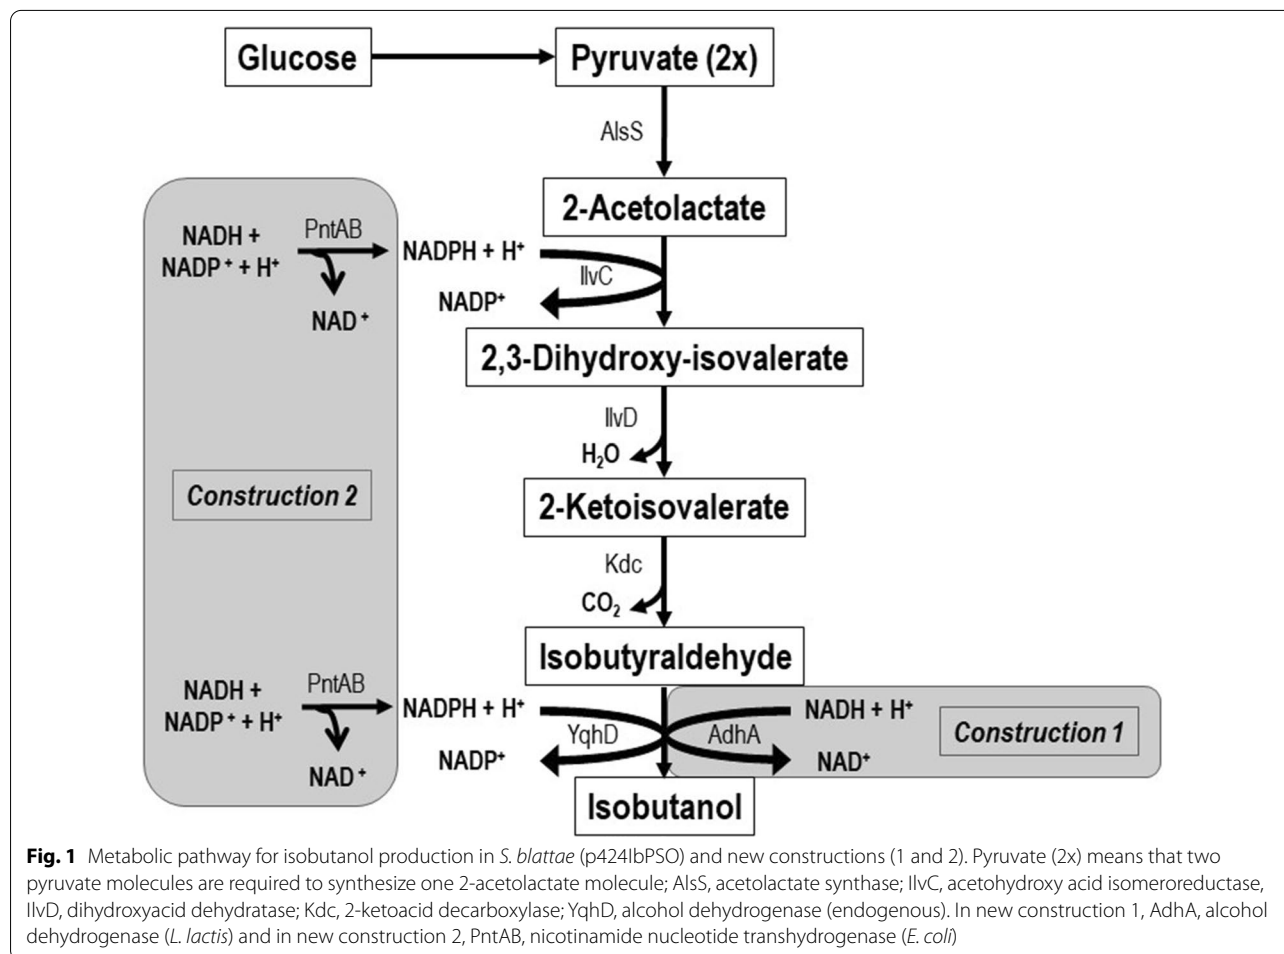 Glucose
Pyruvate (2x)
AlsS
2-Acetolactate
NADH +
NADP⁺ + H⁺
PntAB
NAD⁺
NADPH + H⁺
IlvC
NADP⁺
2,3-Dihydroxy-isovalerate
IlvD
H₂O
Construction 2
2-Ketoisovalerate
Kdc
CO₂
Isobutyraldehyde
NADH +
NADP⁺ + H⁺
PntAB
NAD⁺
NADPH + H⁺
YqhD
NADP⁺
AdhA
NADH + H⁺
NAD⁺
Construction 1
Isobutanol
Fig. 1 Metabolic pathway for isobutanol production in S. blattae (p424IbPSO) and new constructions (1 and 2). Pyruvate (2x) means that two
pyruvate molecules are required to synthesize one 2-acetolactate molecule; AlsS, acetolactate synthase; IlvC, acetohydroxy acid isomeroreductase,
IlvD, dihydroxyacid dehydratase; Kdc, 2-ketoacid decarboxylase; YqhD, alcohol dehydrogenase (endogenous). In new construction 1, AdhA, alcohol
dehydrogenase (L. lactis) and in new construction 2, PntAB, nicotinamide nucleotide transhydrogenase (E. coli)